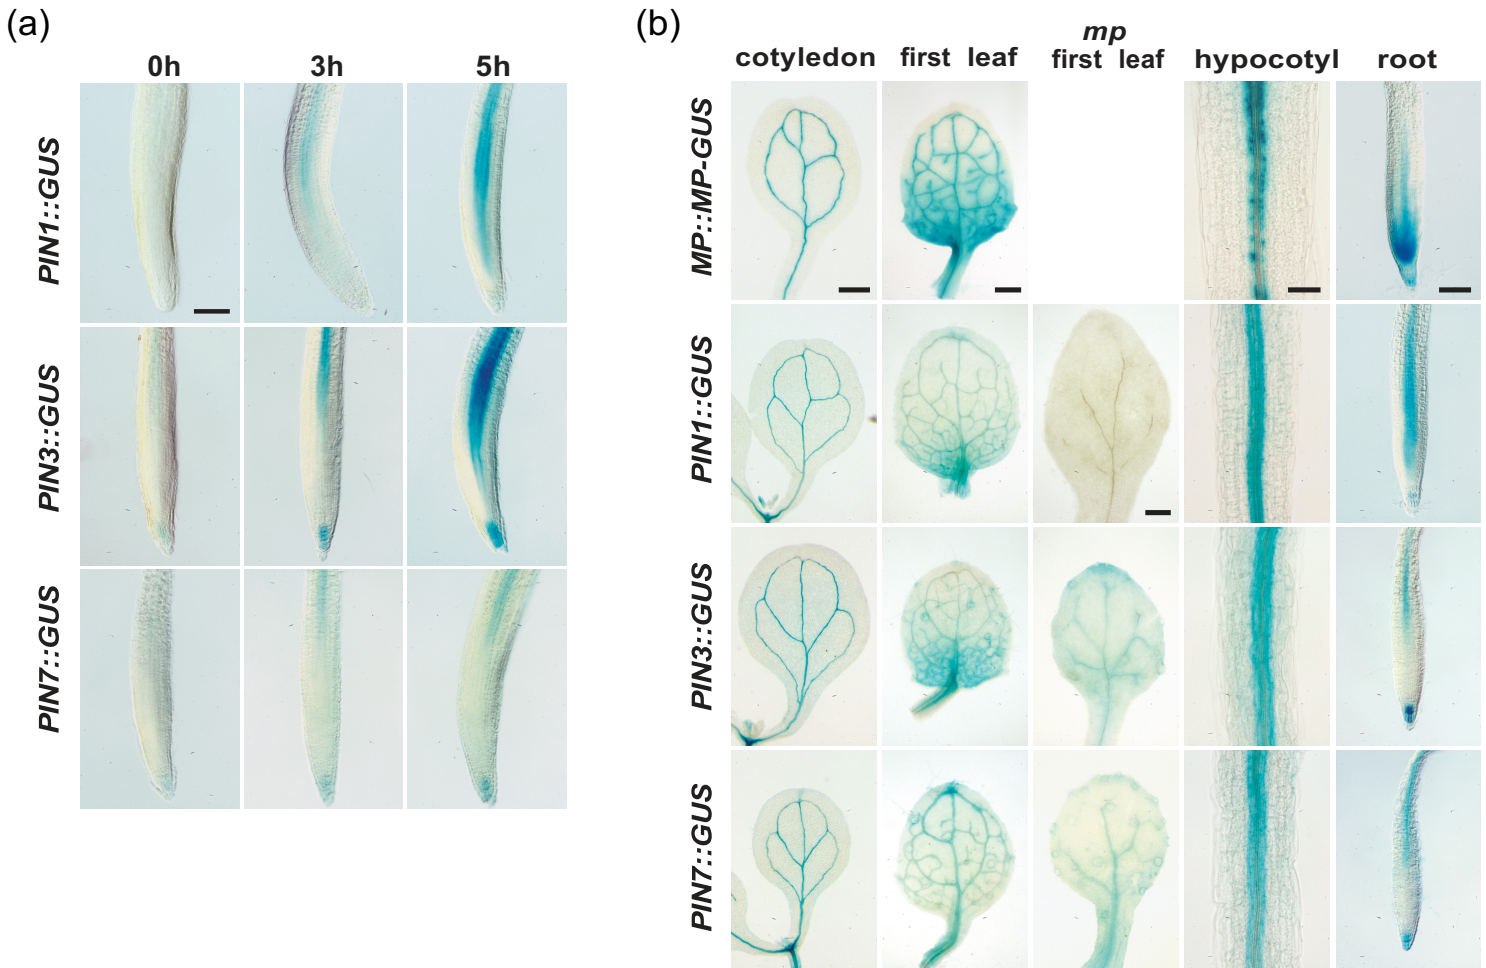 (a)
0h 3h 5h
PIN1::GUS
PIN3::GUS
PIN7::GUS
(b)
cotyledon first leaf mp first leaf hypocotyl root
MP::MP-GUS
PIN1::GUS
PIN3::GUS
PIN7::GUS